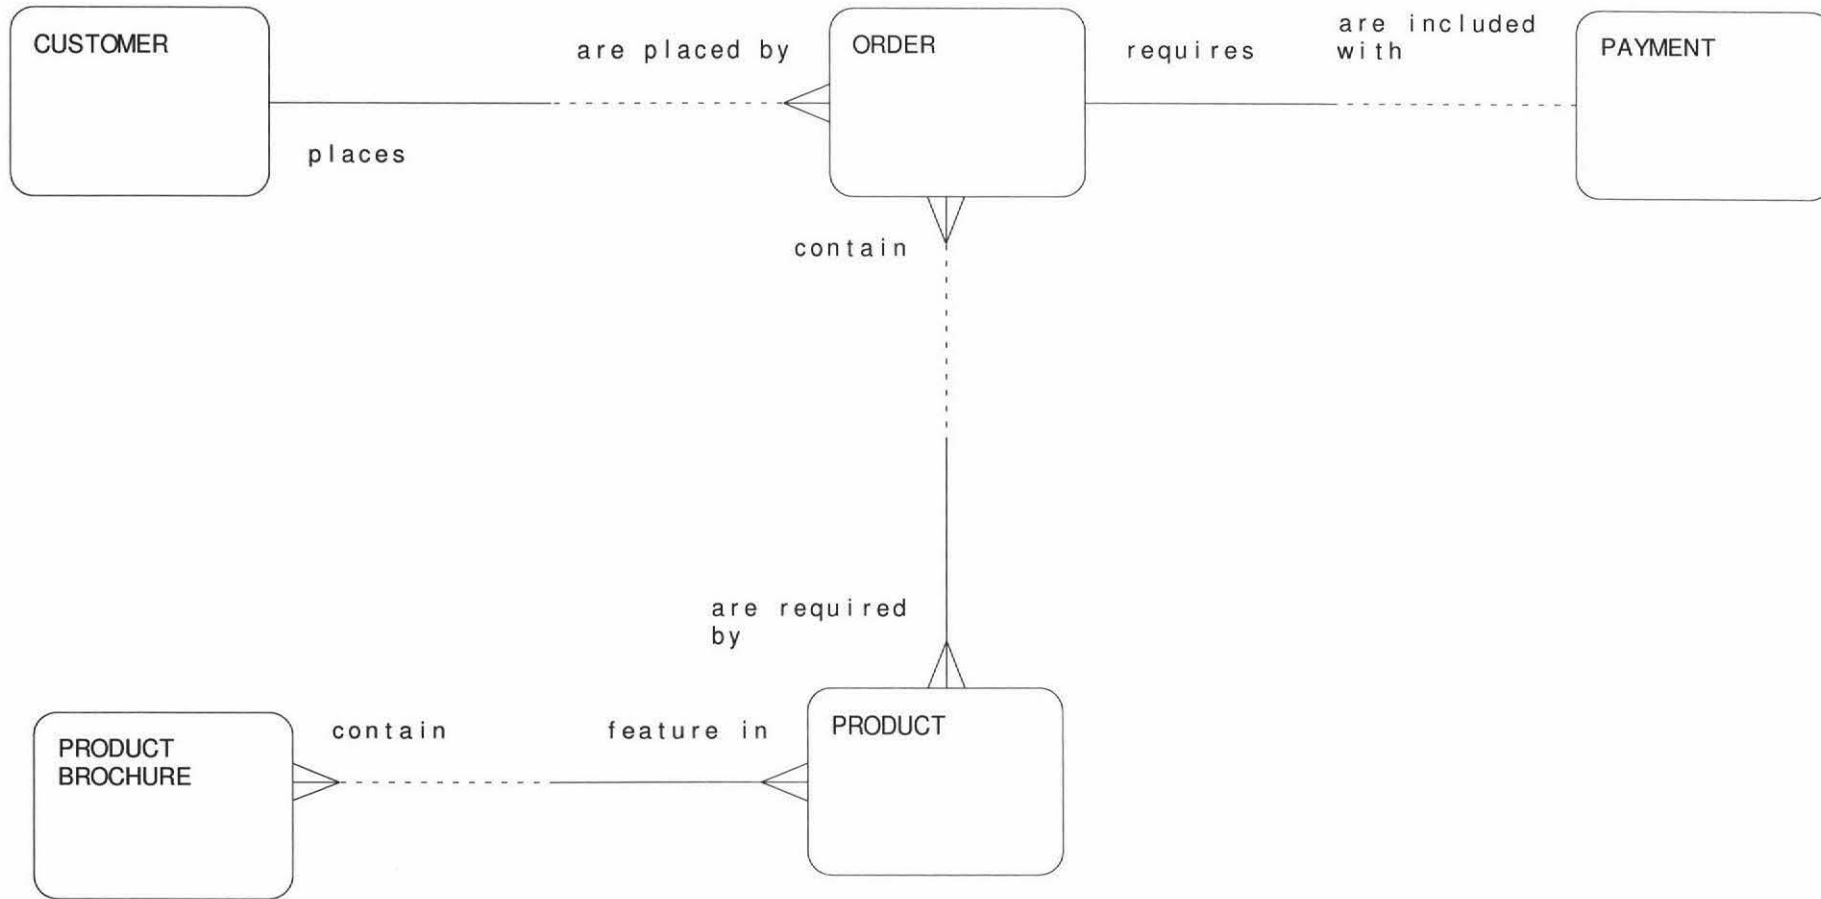 CUSTOMER
places
are placed by
ORDER
requires
are included
with
PAYMENT
contain
are required
by
PRODUCT
BROCHURE
contain
feature in
PRODUCT